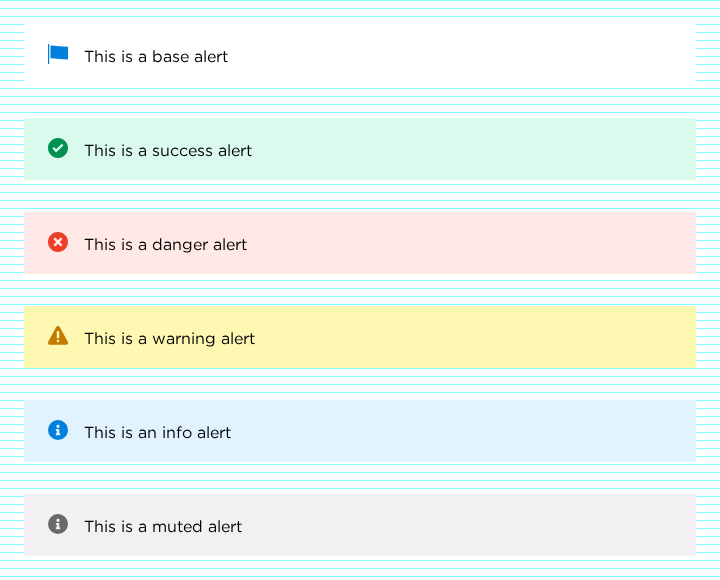 This is a base alert
This is a success alert
This is a danger alert
This is a warning alert
This is an info alert
This is a muted alert